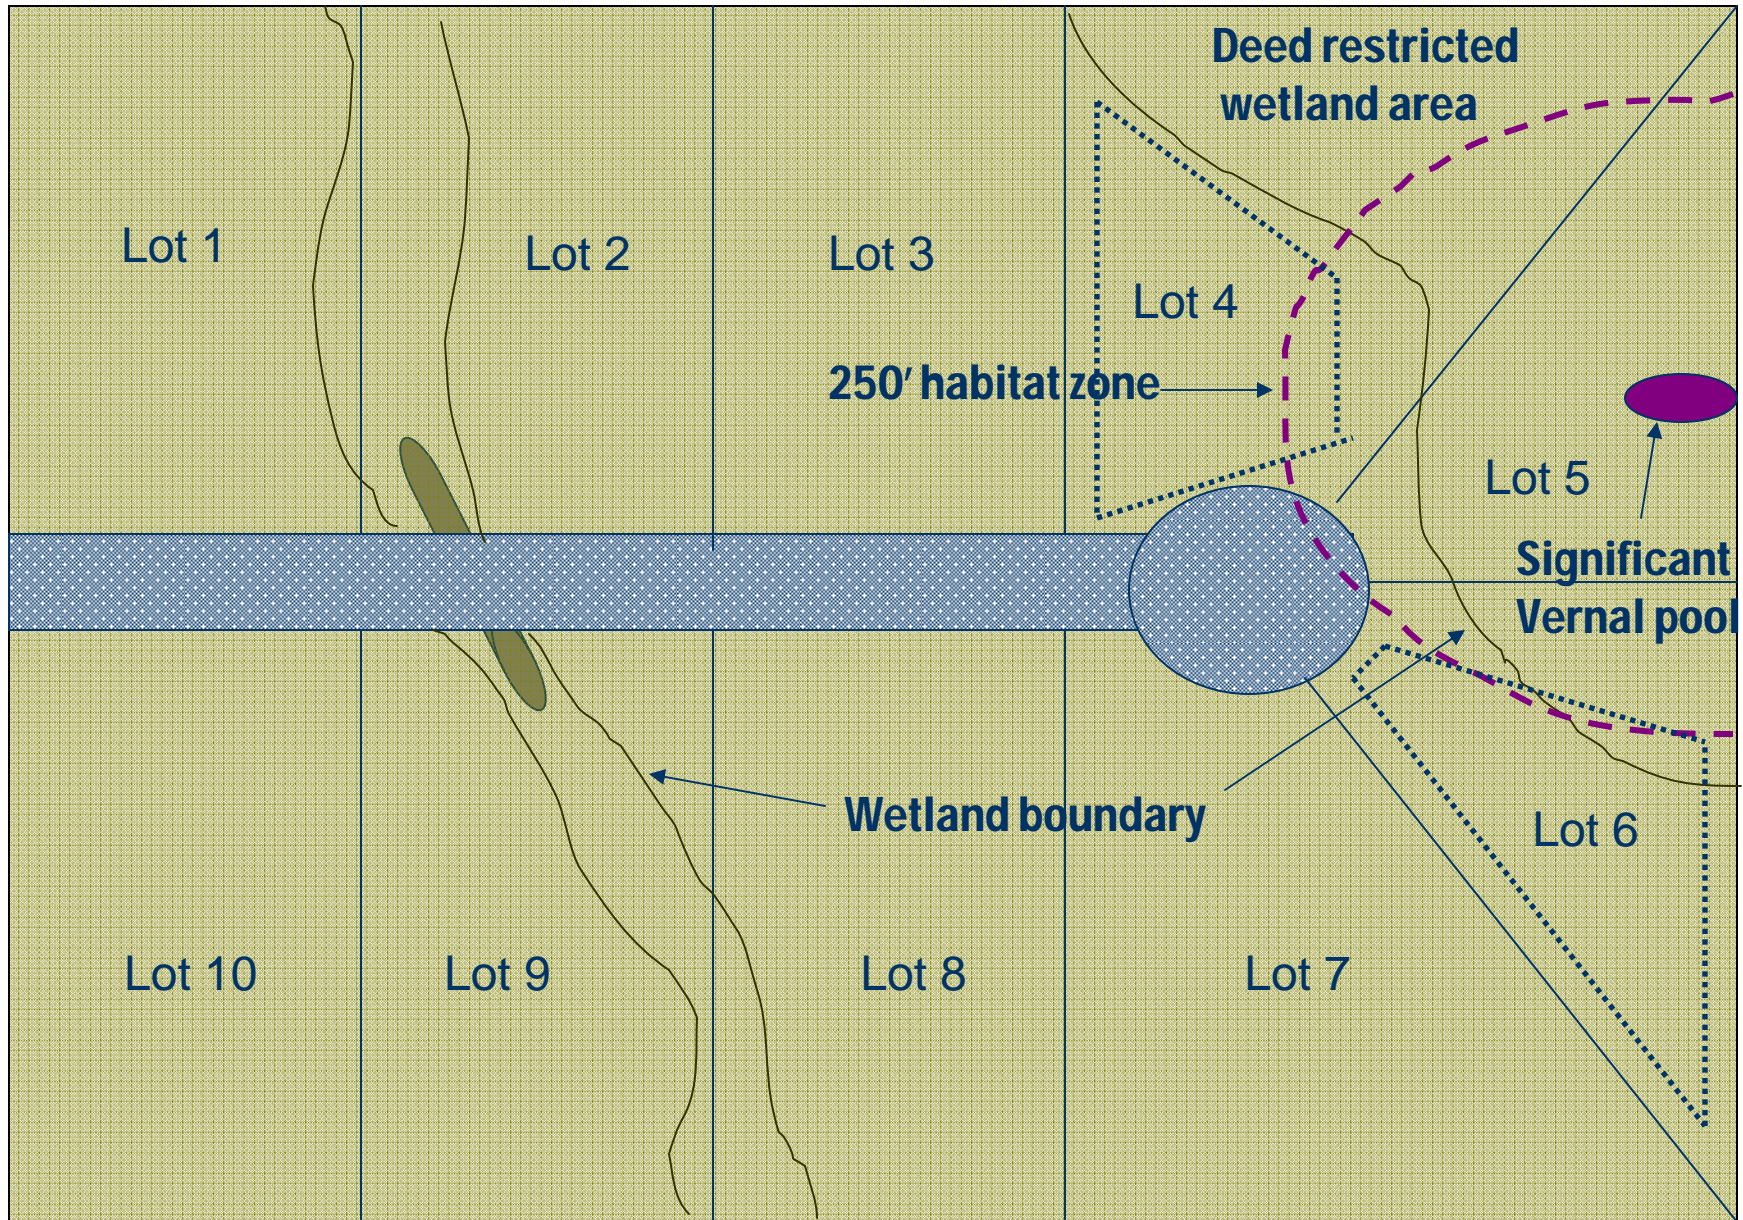 Deed restricted
wetland area
Lot 1
Lot 2
Lot 3
Lot 4
250' habitat zone
Lot 5
Significant
Vernal pool
Wetland boundary
Lot 6
Lot 10
Lot 9
Lot 8
Lot 7